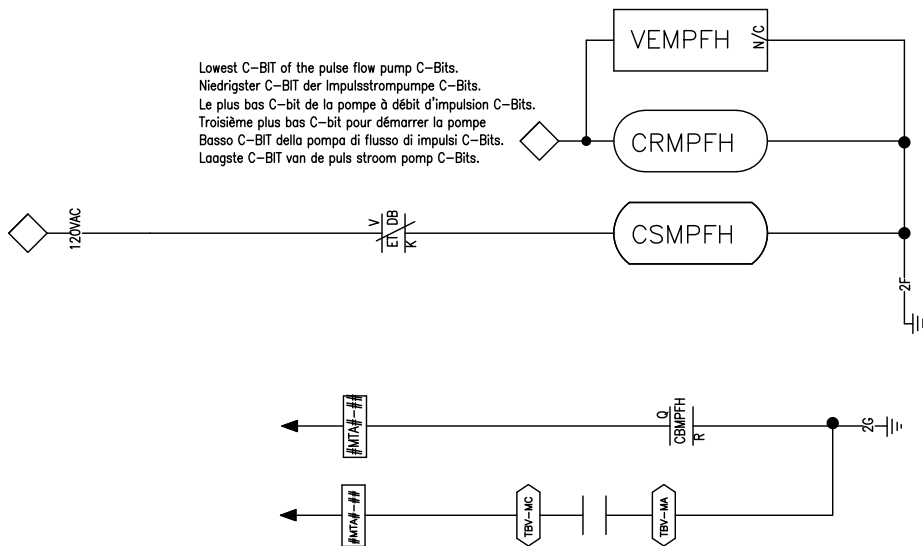 VEMPFH
N/C
Lowest C-BIT of the pulse flow pump C-Bits.
Niedrigster C-BIT der Impulsstrompumpe C-Bits.
Le plus bas C-bit de la pompe à débit d'impulsion C-Bits.
Troisième plus bas C-bit pour démarrer la pompe
Basso C-BIT della pompa di flusso di impulsi C-Bits.
Laagste C-BIT van de puls stroom pomp C-Bits.
CRMPFH
120VAC
V
ET DB
K
CSMPFH
2F
#MTA#-##
Q
CBMPFH
R
2G
#MTA#-##
TBV-MC
TBV-MA